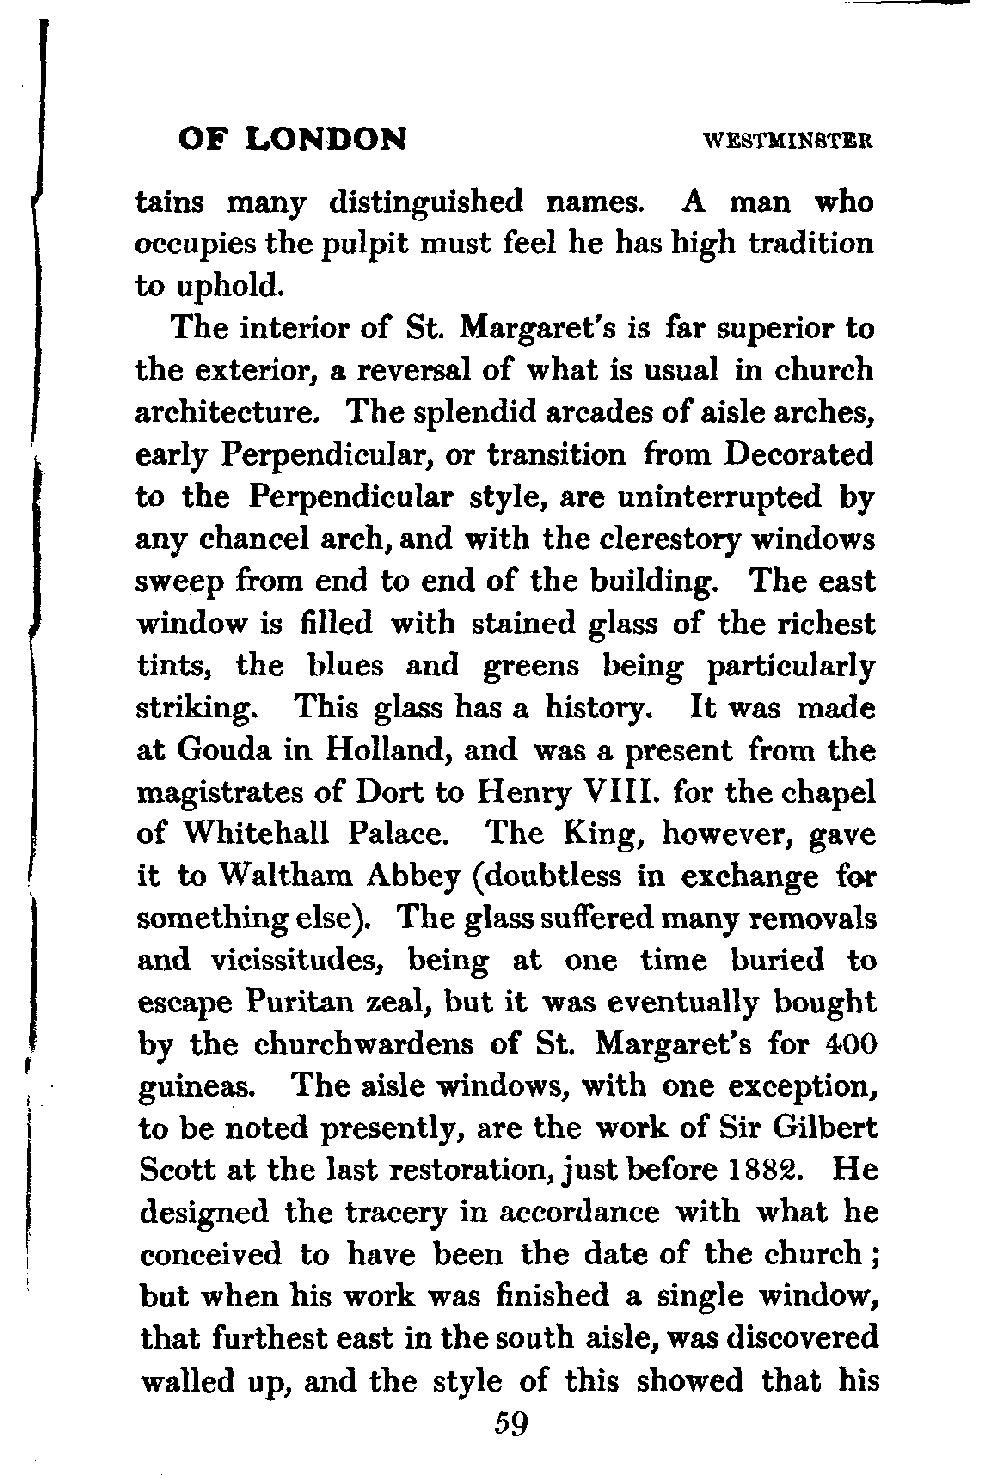 OF LONDON WESTMINSTER
tains many distinguished names. A man who
occupies the pulpit must feel he has high tradition
to uphold.
The interior of St. Margaret's is far superior to
the exterior, a reversal of what is usual in church
architecture. The splendid arcades of aisle arches,
early Perpendicular, or transition from Decorated
to the Perpendicular style, are uninterrupted by
any chancel arch, and with the clerestory windows
sweep from end to end of the building. The east
window is filled with stained glass of the richest
tints, the blues and greens being particularly
striking. This glass has a history. It was made
at Gouda in Holland, and was a present from the
magistrates of Dort to Henry VIII. for the chapel
of Whitehall Palace. The King, however, gave
it to Waltham Abbey (doubtless in exchange for
something else). The glass suffered many removals
and vicissitudes, being at one time buried to
escape Puritan zeal, but it was eventually bought
by the churchwardens of St. Margaret's for 400
guineas. The aisle windows, with one exception,
to be noted presently, are the work of Sir Gilbert
Scott at the last restoration, just before 1882. He
designed the tracery in accordance with what he
conceived to have been the date of the church ;
but when his work was finished a single window,
that furthest east in the south aisle, was discovered
walled up, and the style of this showed that his
59